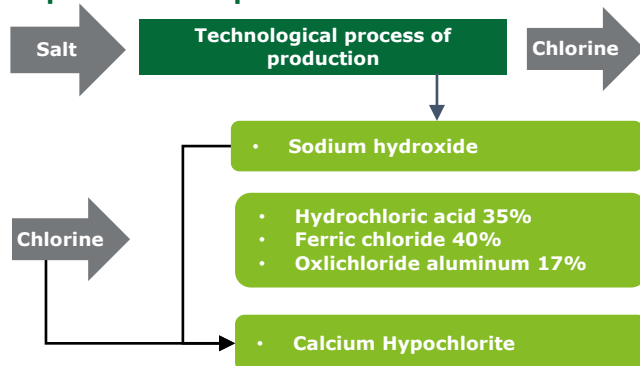 Salt
Technological process of
production
Chlorine
• Sodium hydroxide
Chlorine
• Hydrochloric acid 35%
• Ferric chloride 40%
• Oxlichloride aluminum 17%
• Calcium Hypochlorite